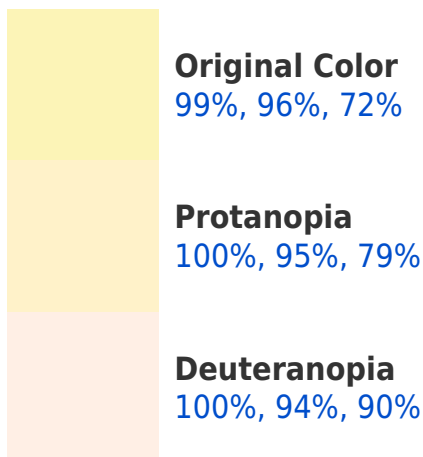 Original Color
99%, 96%, 72%
Protanopia
100%, 95%, 79%
Deuteranopia
100%, 94%, 90%